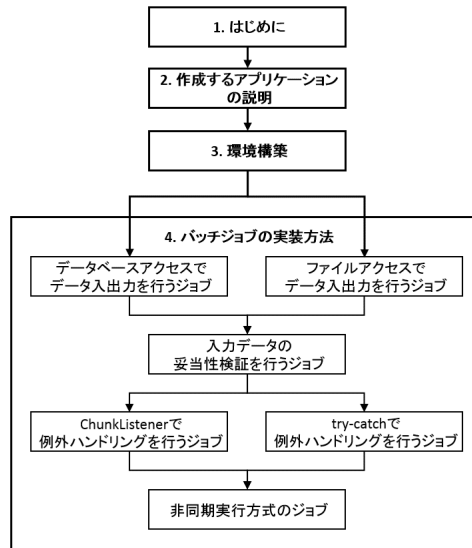 1. はじめに
2. 作成するアプリケーション
の説明
3. 環境構築
4. バッチジョブの実装方法
データベースアクセスで
データ入出力を行うジョブ
ファイルアクセスで
データ入出力を行うジョブ
入力データの
妥当性検証を行うジョブ
ChunkListenerで
例外ハンドリングを行うジョブ
try-catchで
例外ハンドリングを行うジョブ
非同期実行方式のジョブ